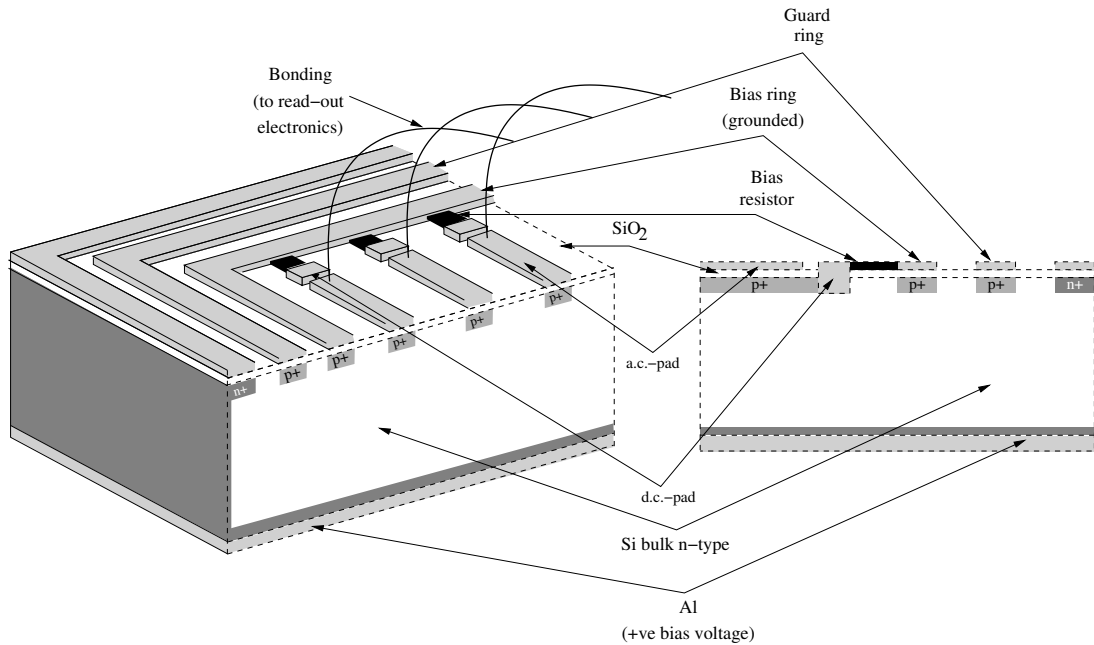 Guard
ring
Bonding
(to read−out
electronics)
Bias ring
(grounded)
Bias
resistor
SiO2
p+
p+
p+
n+
a.c.−pad
p+
p+
p+
p+
p+
n+
d.c.−pad
Si bulk n−type
Al
(+ve bias voltage)